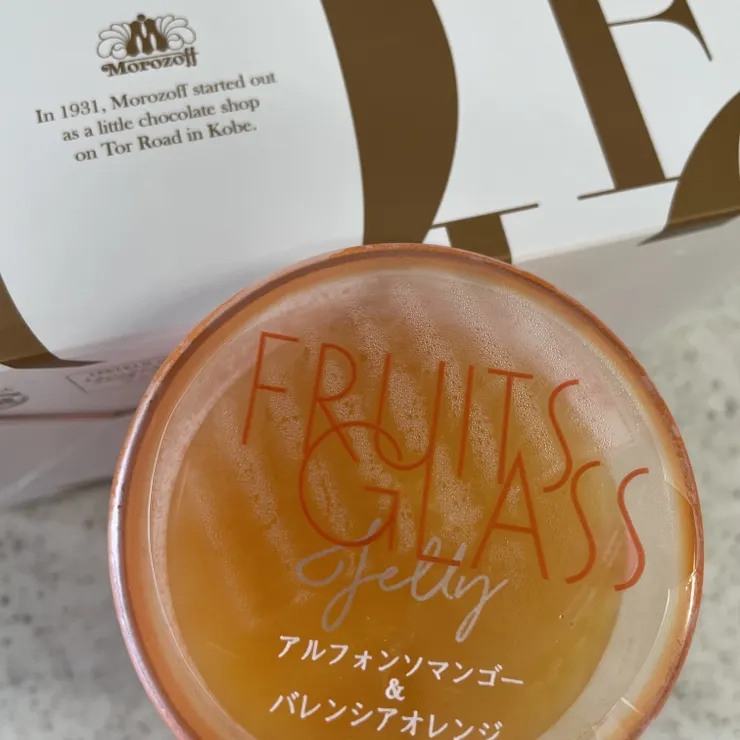 Morozoff
In 1931, Morozoff started out
as a little chocolate shop
on Tor Road in Kobe.
FRUITS
GLASS
Jelly
アルフォンソマンゴー
&
バレンシアオレンジ